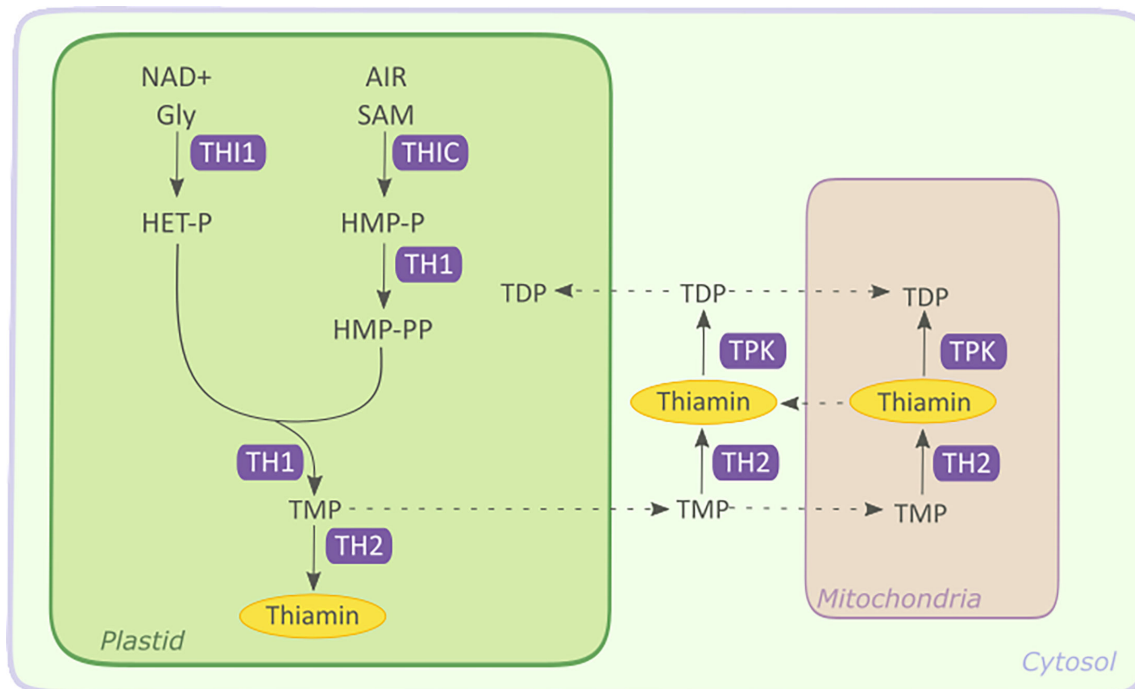 NAD+
Gly
THI1
HET-P
AIR
SAM
THIC
HMP-P
TH1
HMP-PP
TH1
TMP
TH2
Thiamin
Plastid
TDP
TDP
TPK
Thiamin
TH2
TMP
TDP
TPK
Thiamin
TH2
TMP
Mitochondria
Cytosol